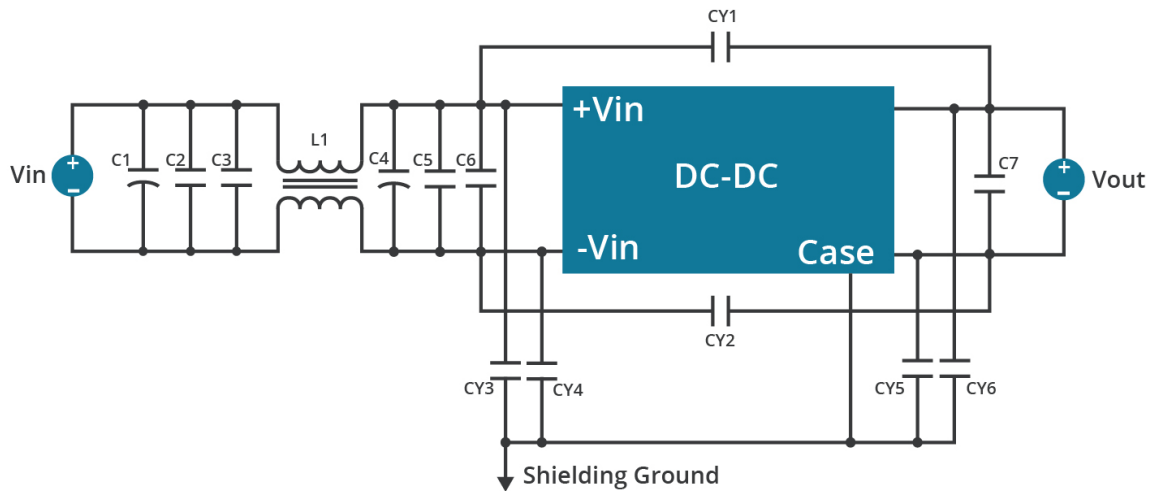 CY1
+Vin
L1
C1
C2
C3
C4
C5
C6
C7
+
-
Vin
DC-DC
+
-
Vout
-Vin
Case
CY2
CY3
CY4
CY5
CY6
Shielding Ground